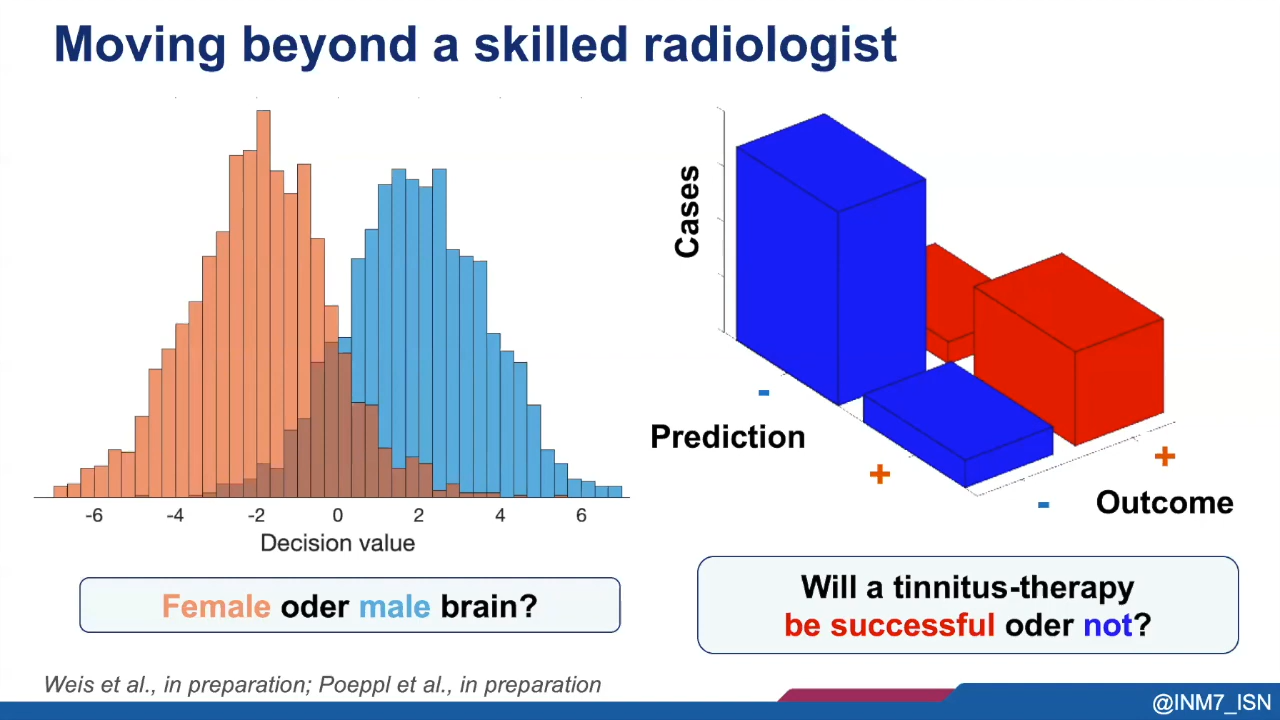 Moving beyond a skilled radiologist
-6 -4 -2 0 2 4 6
Decision value
Female oder male brain?
Cases
-
Prediction
+
-
Outcome
+
Will a tinnitus-therapy
be successful oder not?
Weis et al., in preparation; Poeppl et al., in preparation
@INM7_ISN